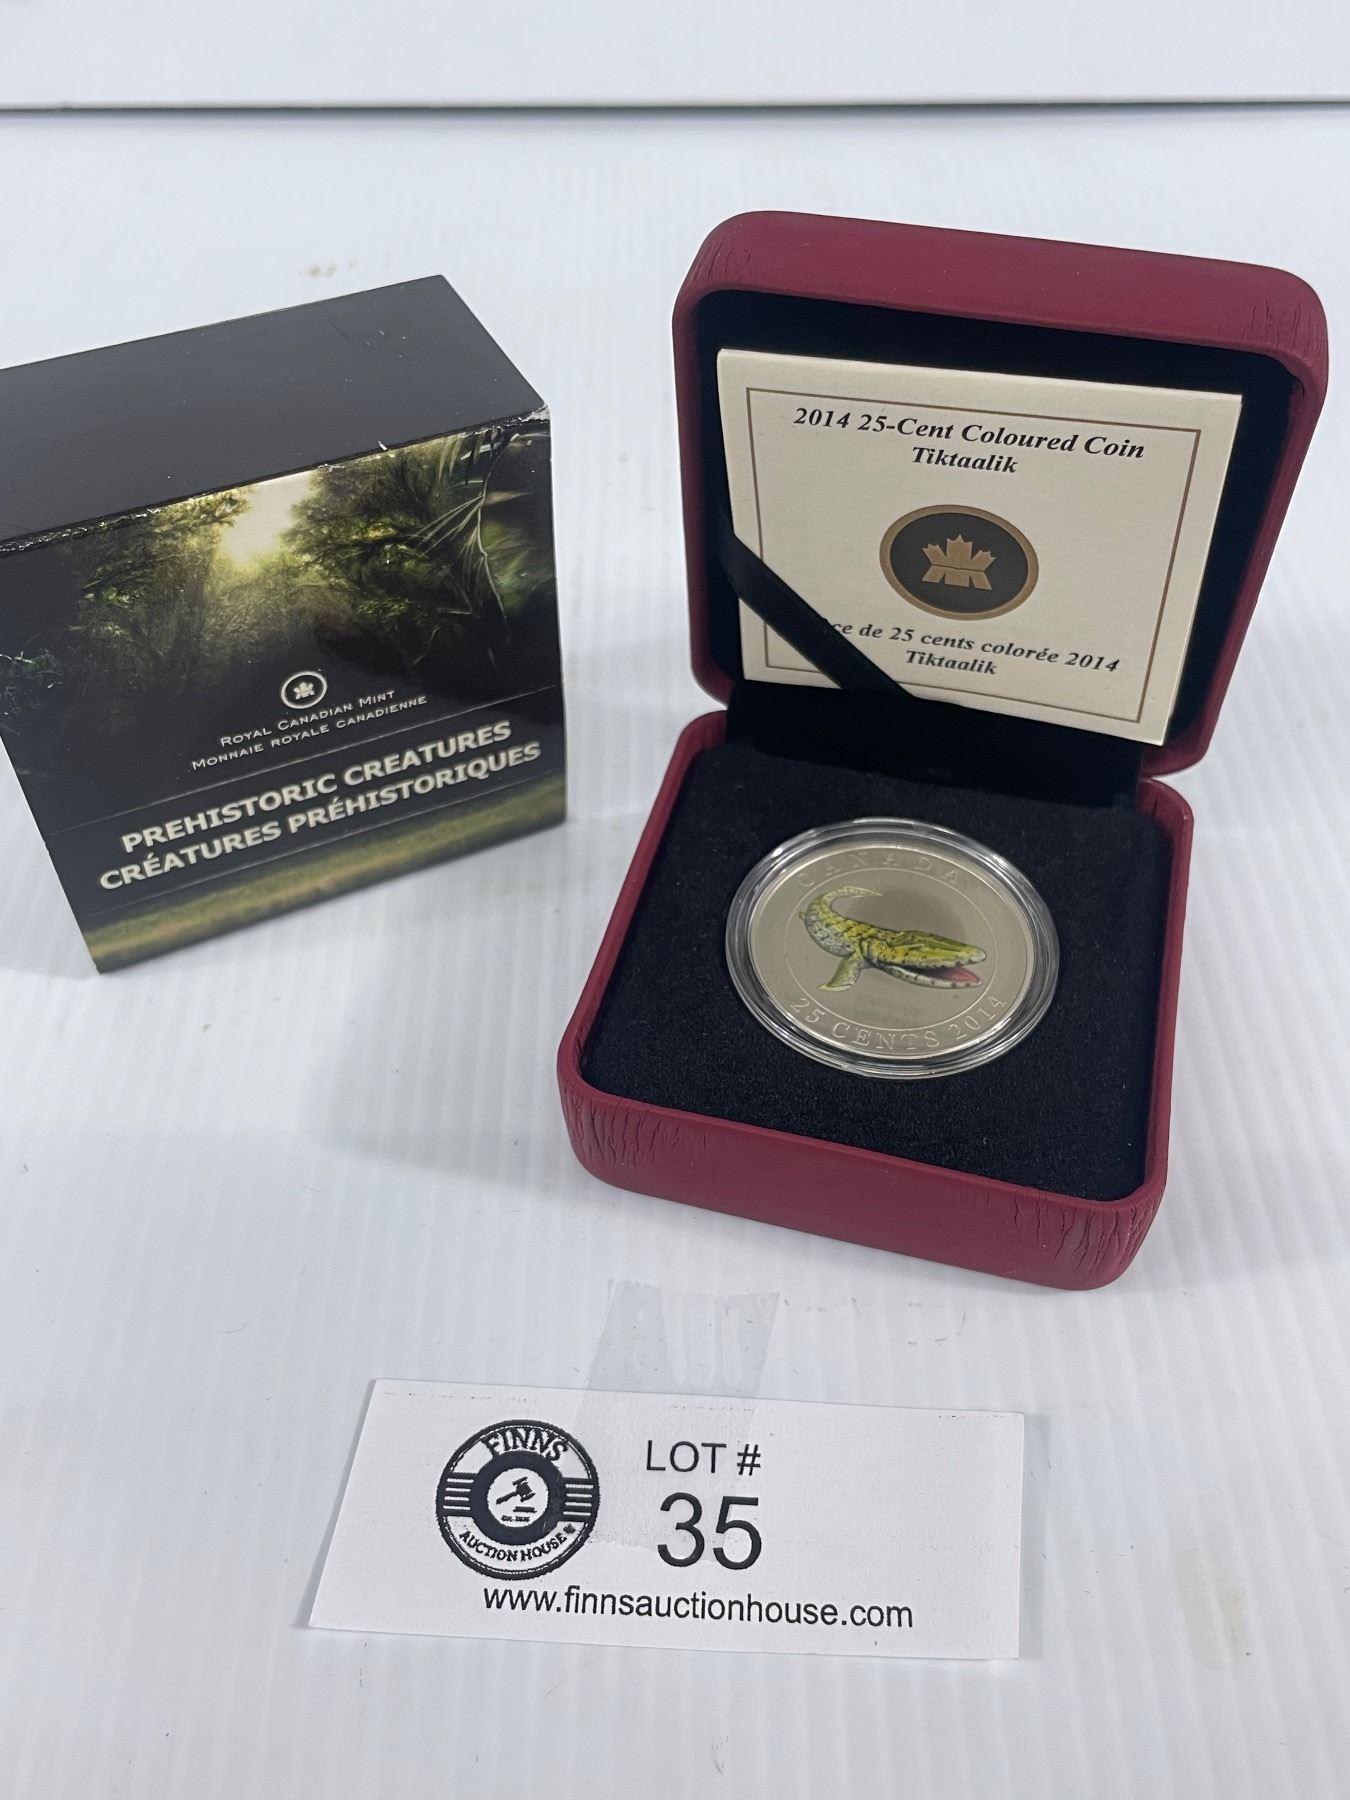 ROYAL CANADIAN MINT
MONNAIE ROYALE CANADIENNE
PREHISTORIC CREATURES
CRÉATURES PRÉHISTORIQUES
2014 25-Cent Coloured Coin
Tiktaalik
de 25 cents colorée 2014
Tiktaalik
CANADA
25 CENTS 2014
FINNS
AUCTION HOUSE
LOT #
35
www.finnsauctionhouse.com